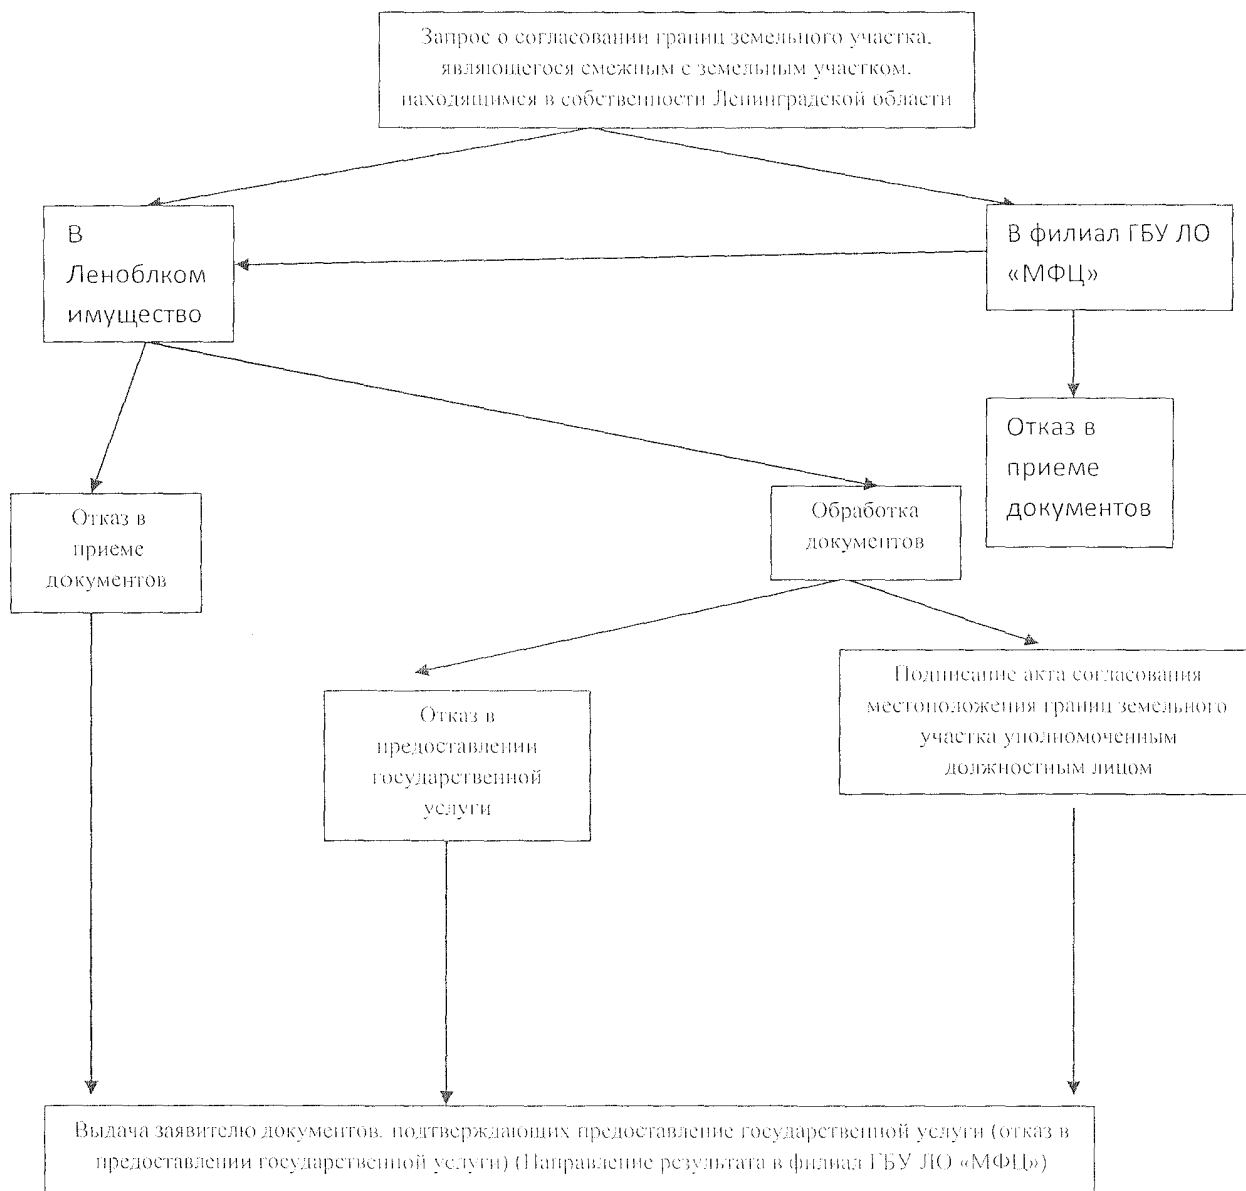 Запрос о согласовании границ земельного участка,
являющегося смежным с земельным участком,
находящимся в собственности Ленинградской области
В
Леноблком
имущество
В филиал ГБУ ЛО
«МФЦ»
Отказ в
приеме
документов
Отказ в
приеме
документов
Обработка
документов
Отказ в
предоставлении
государственной
услуги
Подписание акта согласования
местоположения границ земельного
участка уполномоченным
должностным лицом
Выдача заявителю документов, подтверждающих предоставление государственной услуги (отказ в
предоставлении государственной услуги) (Направление результата в филиал ГБУ ЛО «МФЦ»)